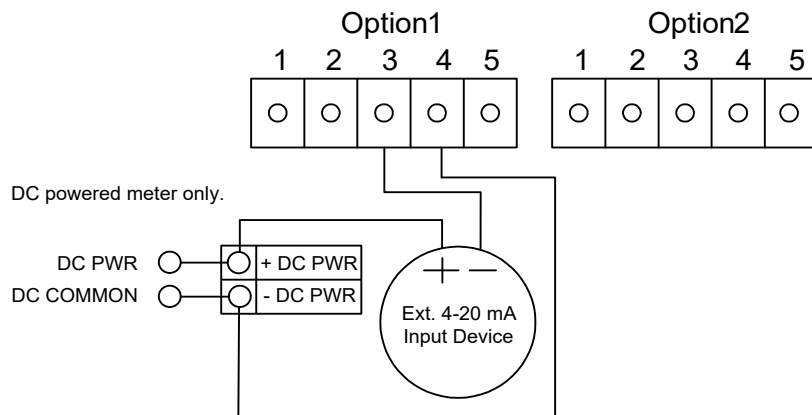 Option1
Option2
1 2 3 4 5
1 2 3 4 5
DC powered meter only.
DC PWR
+ DC PWR
DC COMMON
- DC PWR
+ −
Ext. 4-20 mA
Input Device